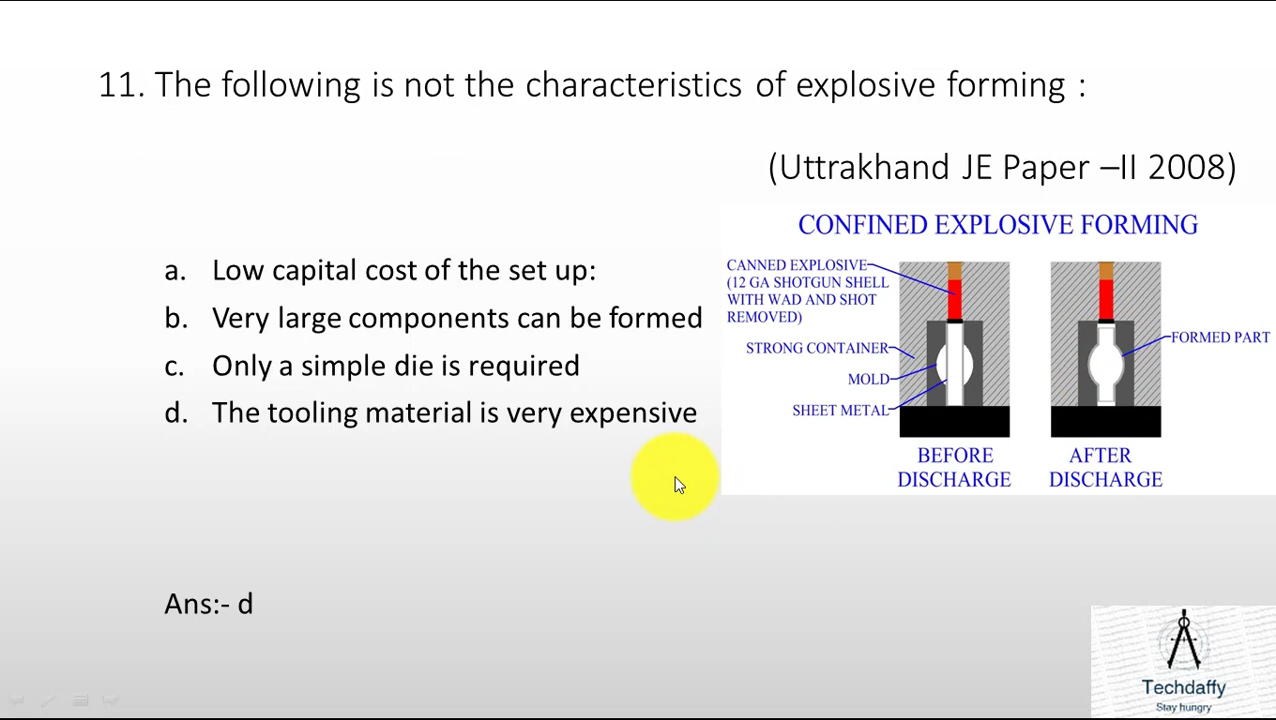 11. The following is not the characteristics of explosive forming :
(Uttrakhand JE Paper –II 2008)
a. Low capital cost of the set up:
b. Very large components can be formed
c. Only a simple die is required
d. The tooling material is very expensive
CONFINED EXPLOSIVE FORMING
CANNED EXPLOSIVE
(12 GA SHOTGUN SHELL
WITH WAD AND SHOT
REMOVED)
STRONG CONTAINER
MOLD
SHEET METAL
FORMED PART
BEFORE
DISCHARGE
AFTER
DISCHARGE
Ans:- d
Techdaffy
Stay hungry